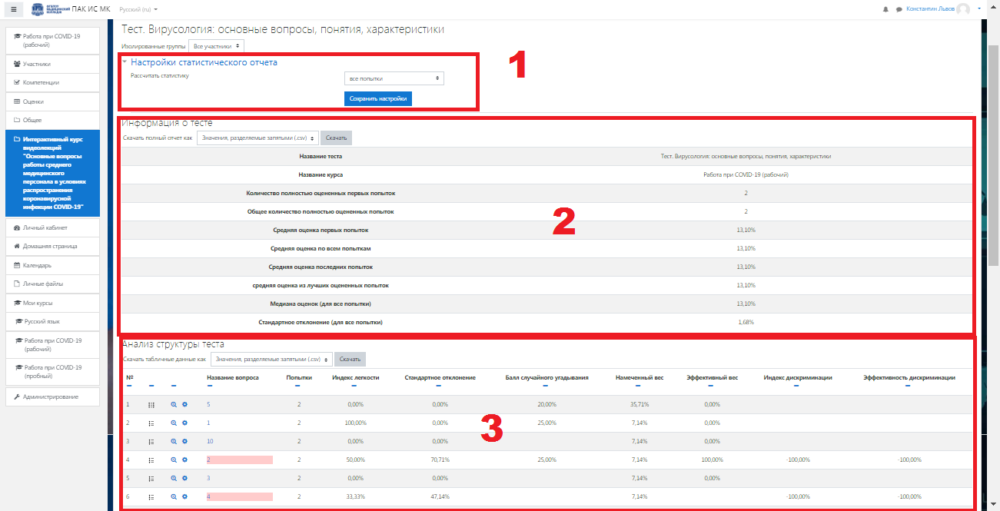 ПАК ИС МК Русский (ru) Константин Львов
Работа при COVID-19
(рабочий)
Участники
Компетенции
Оценки
Общее
Интерактивный курс
видеолекций
"Основные вопросы
работы среднего
медицинского
персонала в условиях
распространения
коронавирусной
инфекции COVID-19"
Личный кабинет
Домашняя страница
Календарь
Личные файлы
Мои курсы
Русский язык
Работа при COVID-19
(рабочий)
Работа при COVID-19
(пробный)
Администрирование
Тест. Вирусология: основные вопросы, понятия, характеристики
Изолированные группы Все участники
Настройки статистического отчета
Рассчитать статистику все попытки
Сохранить настройки
1
Информация о тесте
Скачать полный отчет как Значения, разделяемые запятыми (.csv) Скачать
Название теста Тест. Вирусология: основные вопросы, понятия, характеристики
Название курса Работа при COVID-19 (рабочий)
Количество полностью оцененных первых попыток 2
Общее количество полностью оцененных попыток 2
Средняя оценка первых попыток 13,10%
Средняя оценка по всем попыткам 13,10%
Средняя оценка последних попыток 13,10%
средняя оценка из лучших оцененных попыток 13,10%
Медиана оценок (для все попытки) 13,10%
Стандартное отклонение (для все попытки) 1,68%
2
Анализ структуры теста
Скачать табличные данные как Значения, разделяемые запятыми (.csv) Скачать
№ Название вопроса Попытки Индекс легкости Стандартное отклонение Балл случайного угадывания Намеченный вес Эффективный вес Индекс дискриминации Эффективность дискриминации
1 5 2 0,00% 0,00% 20,00% 35,71% 0,00%
2 1 2 100,00% 0,00% 25,00% 7,14% 0,00%
3 10 2 0,00% 0,00% 7,14% 0,00%
4 2 2 50,00% 70,71% 25,00% 7,14% 100,00% -100,00% -100,00%
5 3 2 0,00% 0,00% 7,14% 0,00%
6 4 2 33,33% 47,14% 7,14% -100,00% -100,00%
3